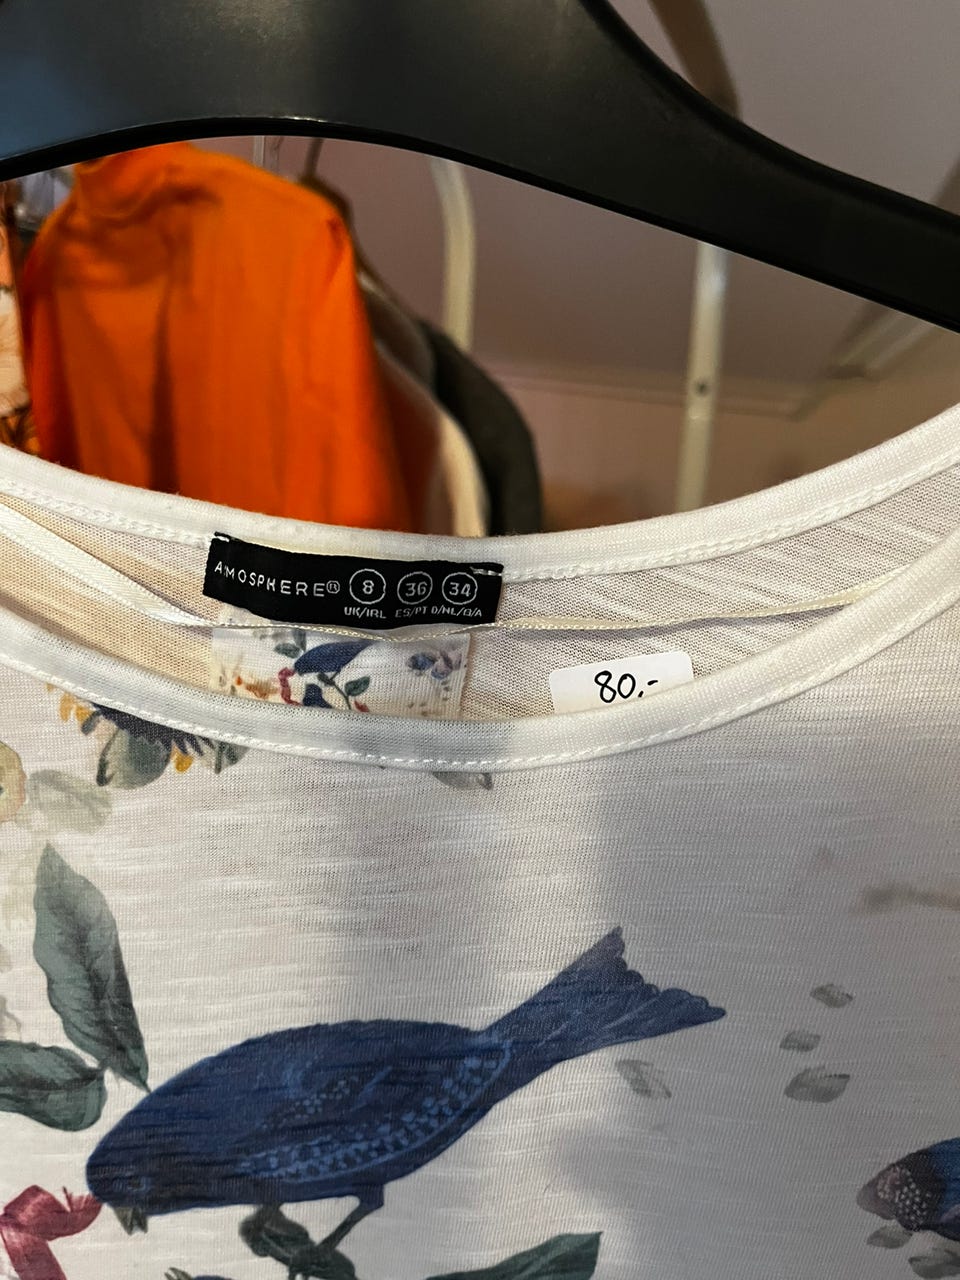 ATMOSPHERE® 8 36 34
UK/IRL ES/PT D/NL/B/A
80,-